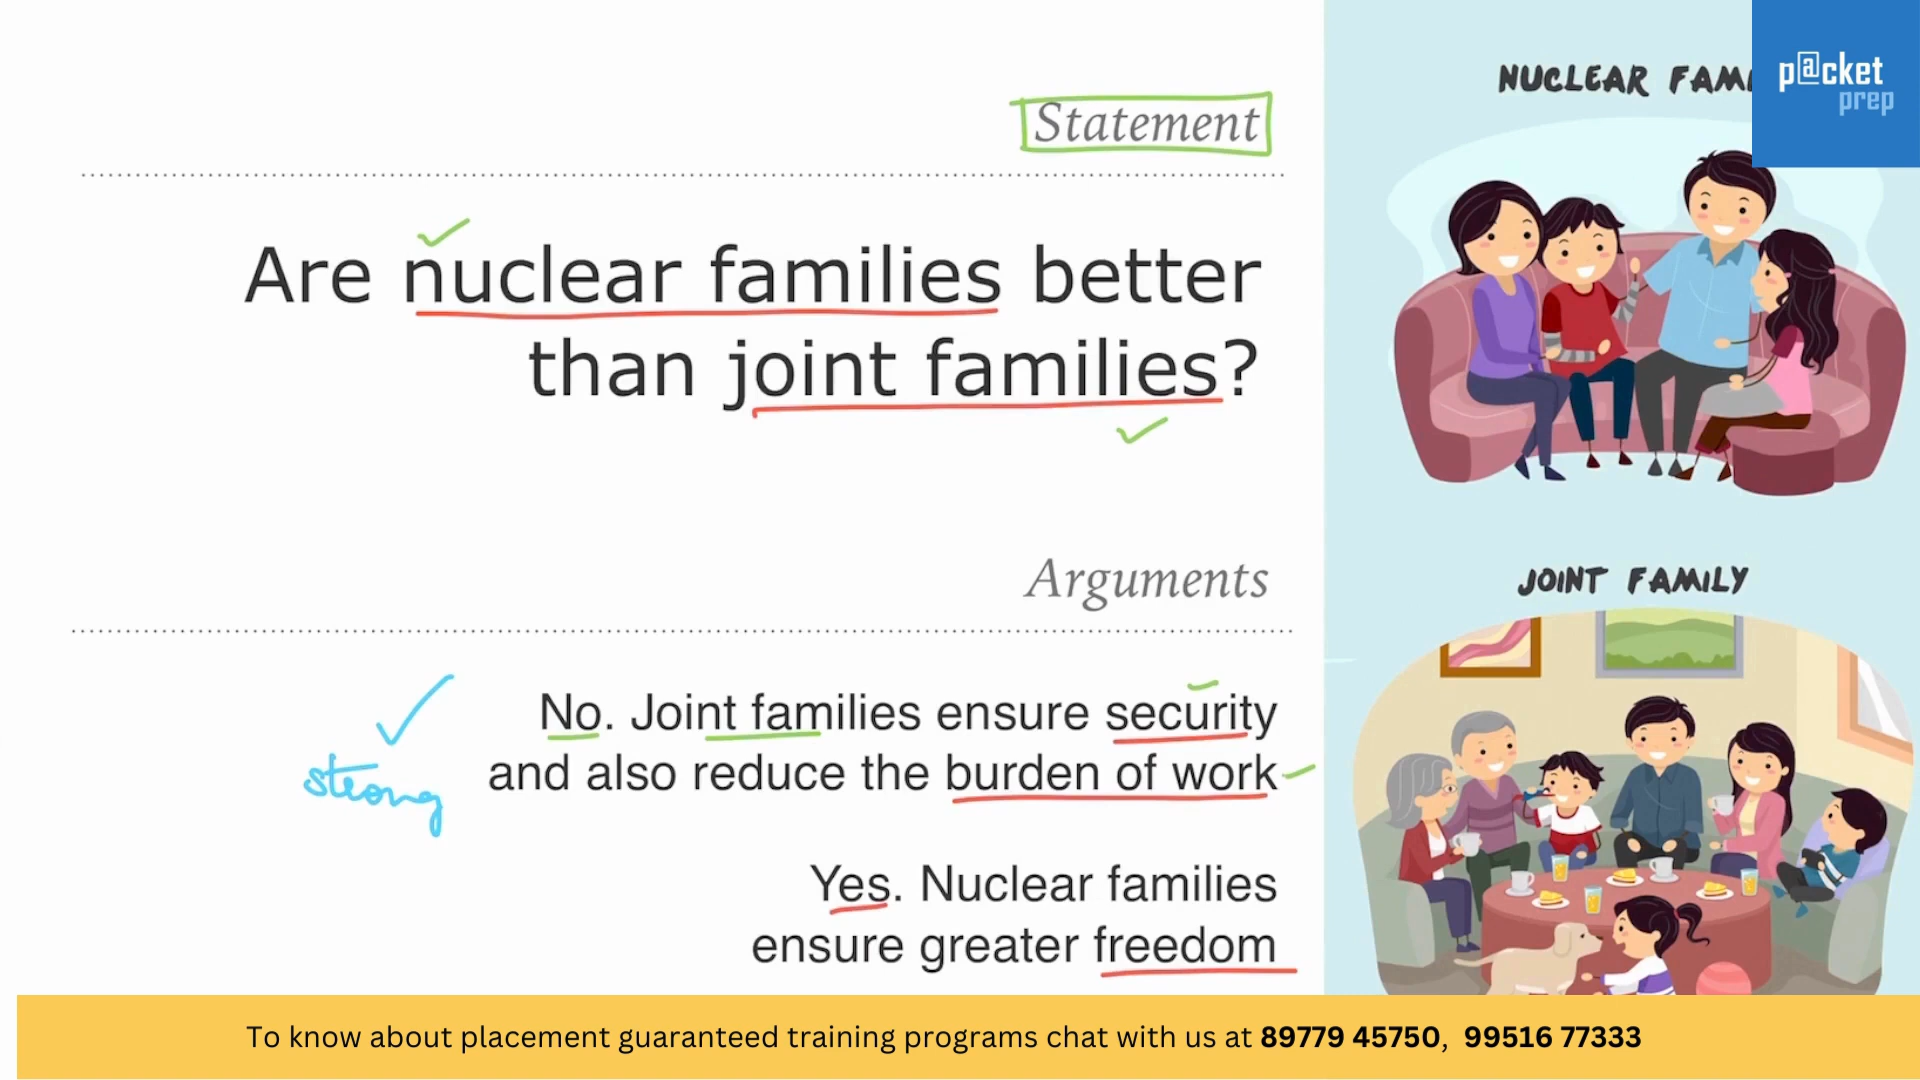 Statement
Are nuclear families better
than joint families?
Arguments
strong
No. Joint families ensure security
and also reduce the burden of work
Yes. Nuclear families
ensure greater freedom
NUCLEAR FAMI
p@cket
prep
JOINT FAMILY
To know about placement guaranteed training programs chat with us at 89779 45750, 99516 77333